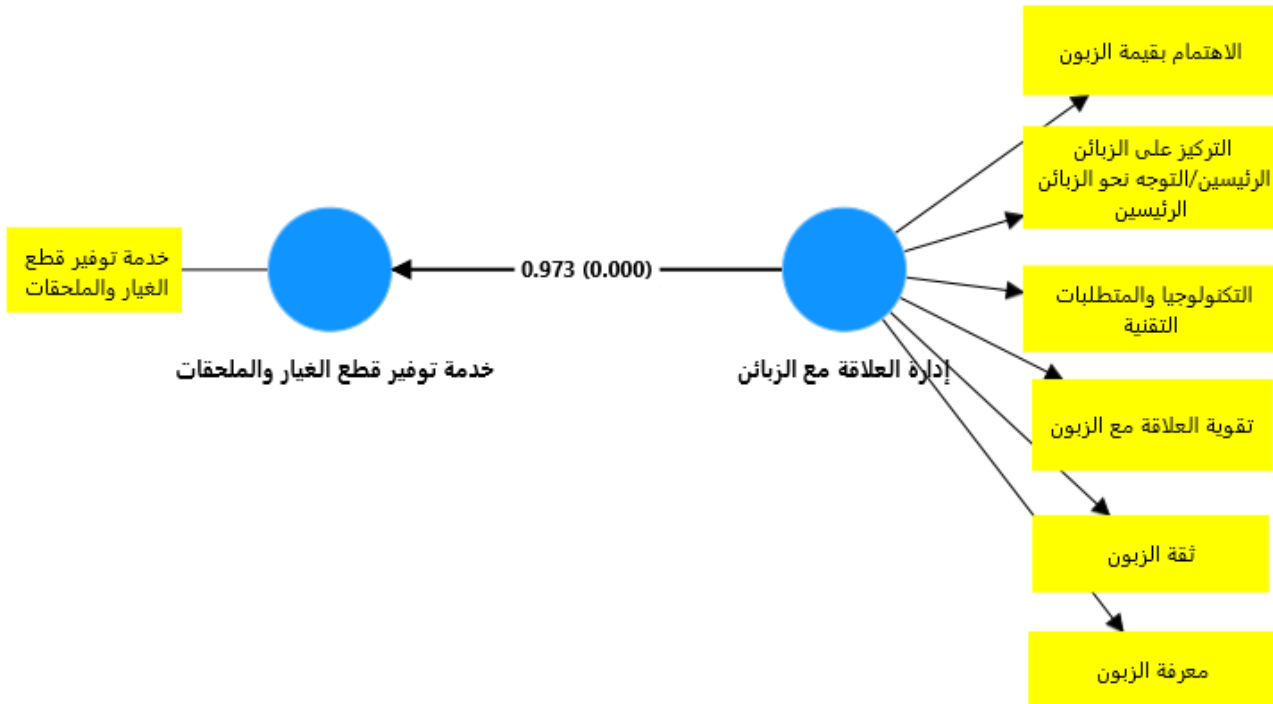 الاهتمام بقيمة الزبون
التركيز على الزبائن
الرئيسين/التوجه نحو الزبائن
الرئيسين
التكنولوجيا والمتطلبات
التقنية
تقوية العلاقة مع الزبون
ثقة الزبون
معرفة الزبون
إدارة العلاقة مع الزبائن
0.973 (0.000)
خدمة توفير قطع الغيار والملحقات
خدمة توفير قطع
الغيار والملحقات